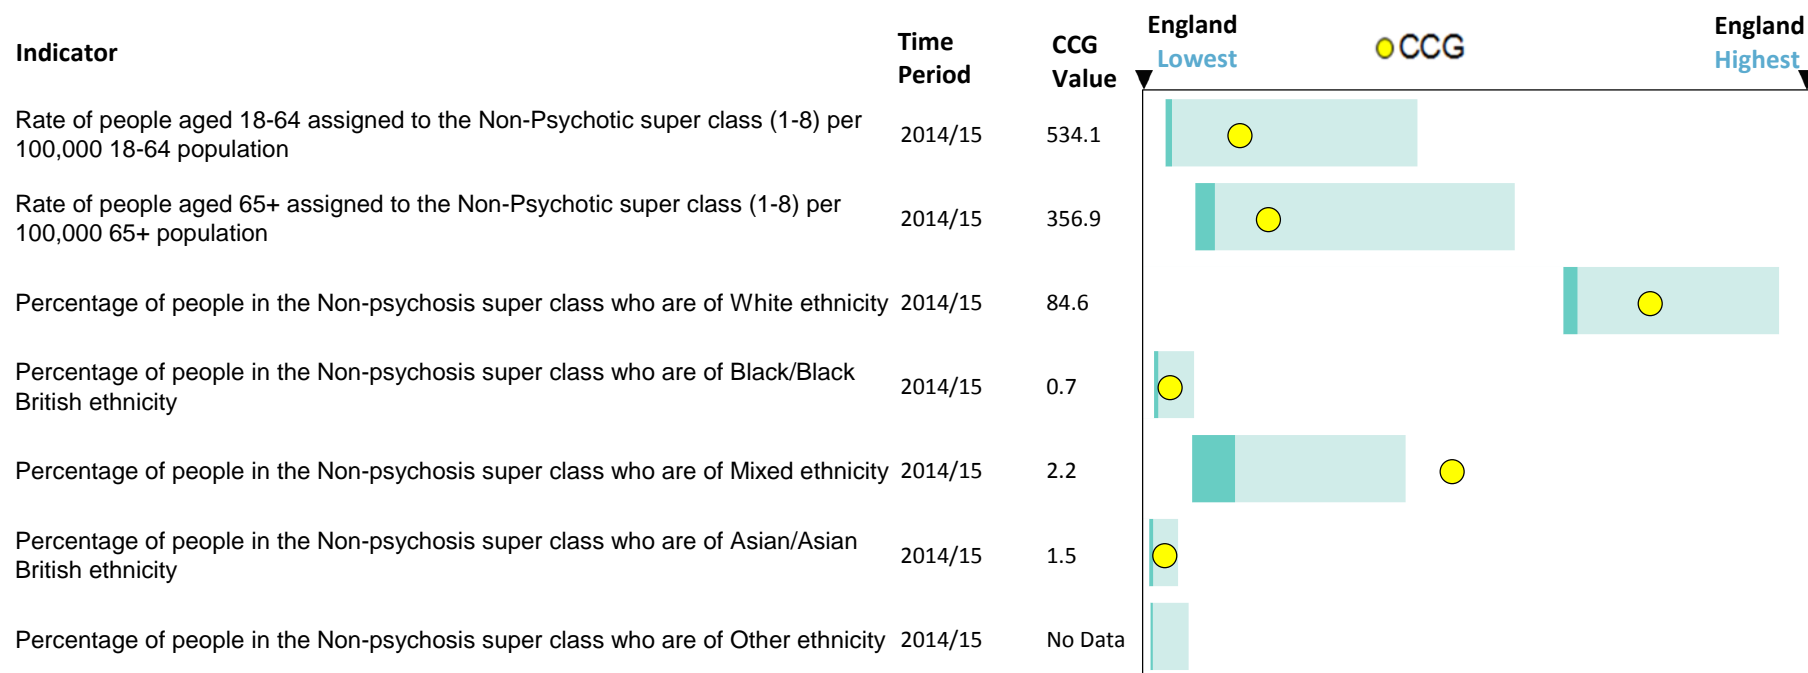 Indicator
Time
Period
CCG
Value
England
Lowest
CCG
England
Highest
Rate of people aged 18-64 assigned to the Non-Psychotic super class (1-8) per
100,000 18-64 population
2014/15
534.1
Rate of people aged 65+ assigned to the Non-Psychotic super class (1-8) per
100,000 65+ population
2014/15
356.9
Percentage of people in the Non-psychosis super class who are of White ethnicity
2014/15
84.6
Percentage of people in the Non-psychosis super class who are of Black/Black
British ethnicity
2014/15
0.7
Percentage of people in the Non-psychosis super class who are of Mixed ethnicity
2014/15
2.2
Percentage of people in the Non-psychosis super class who are of Asian/Asian
British ethnicity
2014/15
1.5
Percentage of people in the Non-psychosis super class who are of Other ethnicity
2014/15
No Data